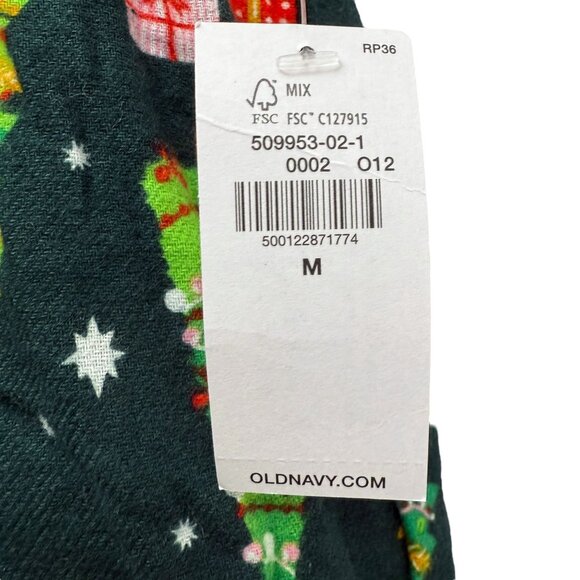 RP36
MIX
FSC FSC™ C127915
509953-02-1
0002 O12
500122871774
M
OLDNAVY.COM